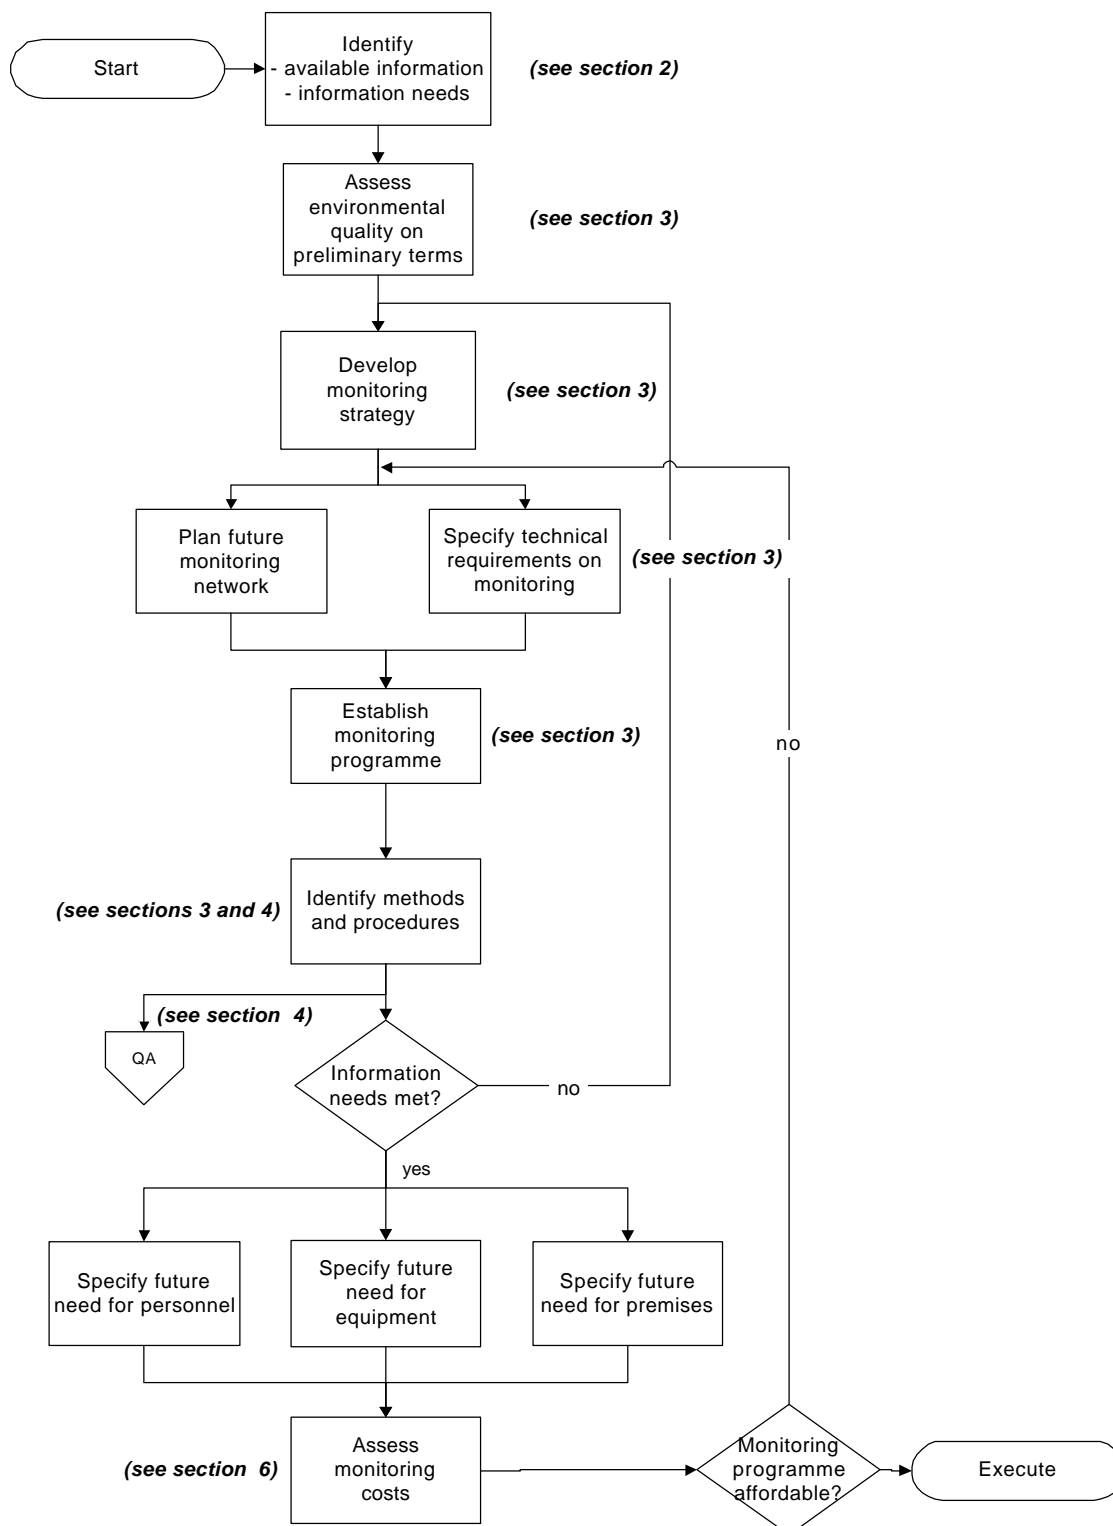 Start
Identify
- available information
- information needs
(see section 2)
Assess
environmental
quality on
preliminary terms
(see section 3)
Develop
monitoring
strategy
(see section 3)
Plan future
monitoring
network
Specify technical
requirements on
monitoring
(see section 3)
Establish
monitoring
programme
(see section 3)
no
Identify methods
and procedures
(see sections 3 and 4)
(see section 4)
QA
Information
needs met?
no
yes
Specify future
need for personnel
Specify future
need for
equipment
Specify future
need for premises
(see section 6)
Assess
monitoring
costs
Monitoring
programme
affordable?
Execute